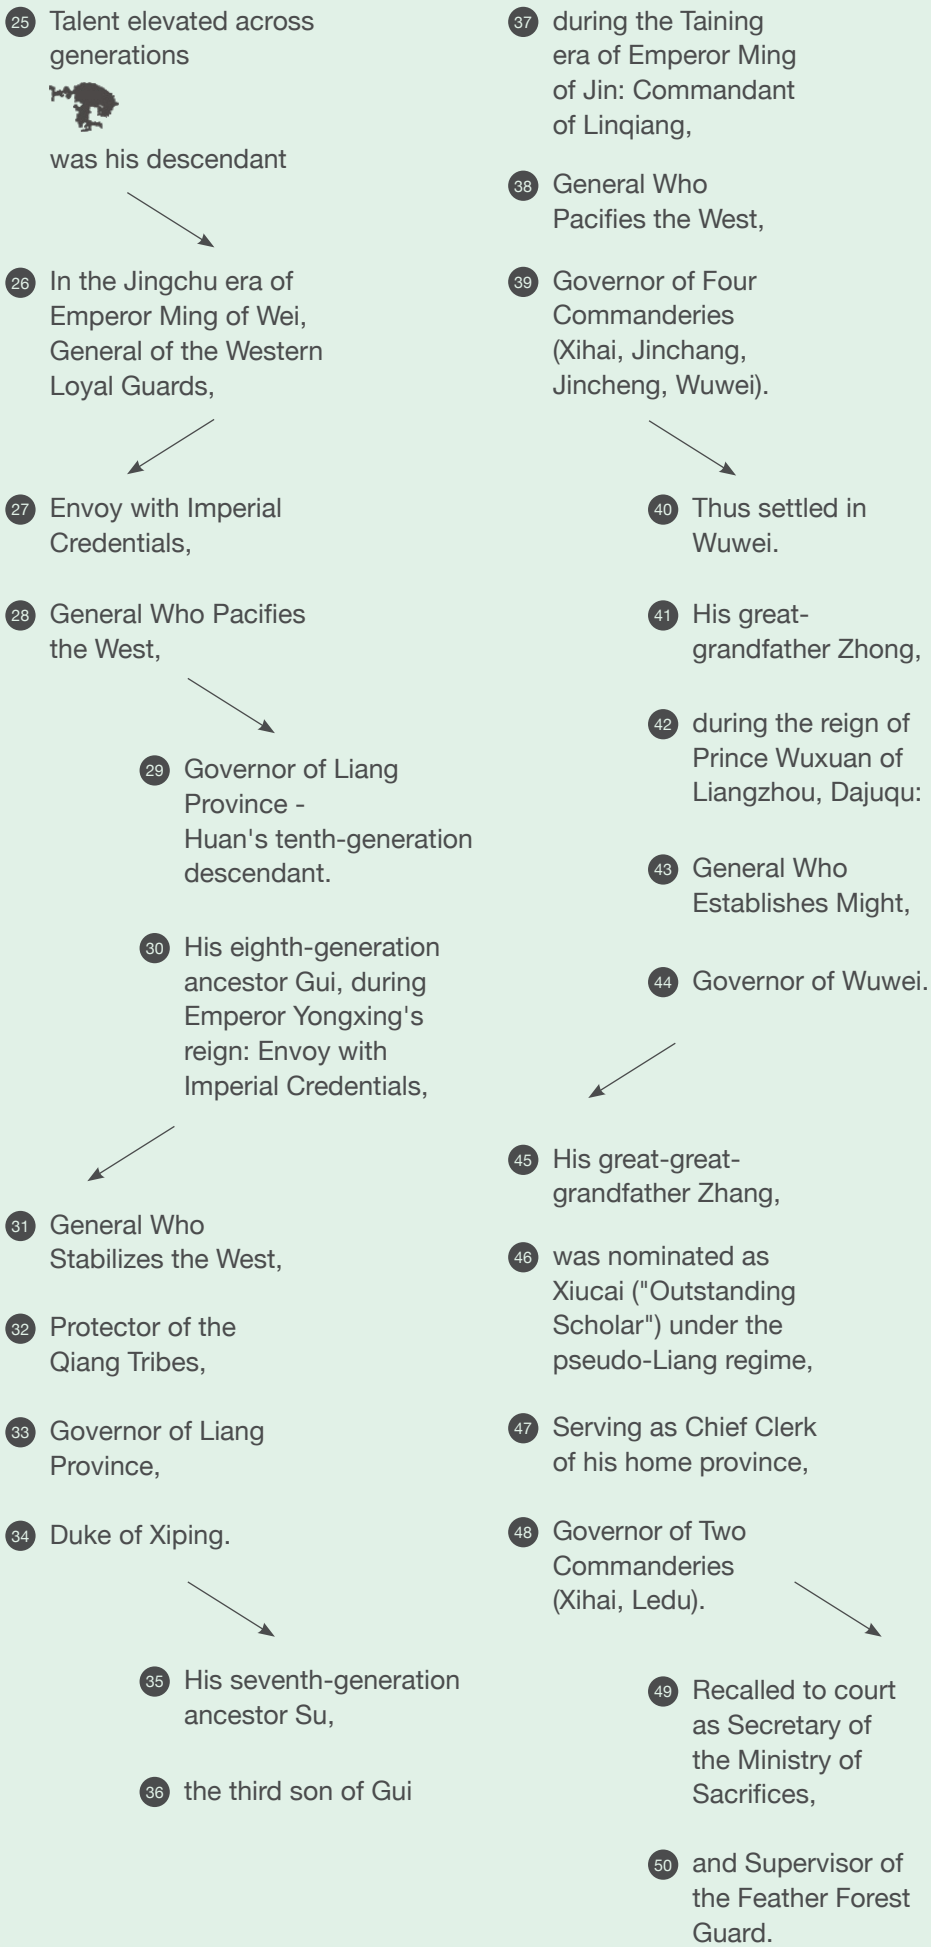 25 Talent elevated across
generations
was his descendant
26 In the Jingchu era of
Emperor Ming of Wei,
General of the Western
Loyal Guards,
27 Envoy with Imperial
Credentials,
28 General Who Pacifies
the West,
29 Governor of Liang
Province -
Huan's tenth-generation
descendant.
30 His eighth-generation
ancestor Gui, during
Emperor Yongxing's
reign: Envoy with
Imperial Credentials,
31 General Who
Stabilizes the West,
32 Protector of the
Qiang Tribes,
33 Governor of Liang
Province,
34 Duke of Xiping.
35 His seventh-generation
ancestor Su,
36 the third son of Gui
37 during the Taining
era of Emperor Ming
of Jin: Commandant
of Linqiang,
38 General Who
Pacifies the West,
39 Governor of Four
Commanderies
(Xihai, Jinchang,
Jincheng, Wuwei).
40 Thus settled in
Wuwei.
41 His great-
grandfather Zhong,
42 during the reign of
Prince Wuxuan of
Liangzhou, Dajuqu:
43 General Who
Establishes Might,
44 Governor of Wuwei.
45 His great-great-
grandfather Zhang,
46 was nominated as
Xiucai ("Outstanding
Scholar") under the
pseudo-Liang regime,
47 Serving as Chief Clerk
of his home province,
48 Governor of Two
Commanderies
(Xihai, Ledu).
49 Recalled to court
as Secretary of
the Ministry of
Sacrifices,
50 and Supervisor of
the Feather Forest
Guard.